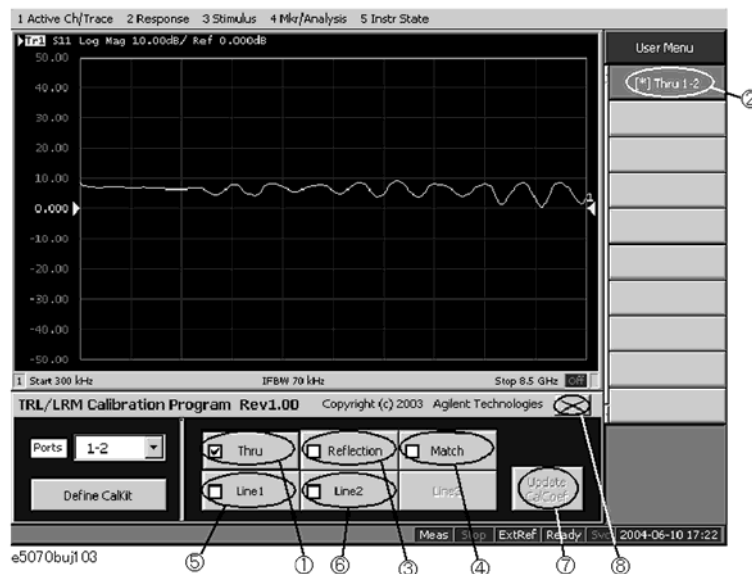 1 Active Ch/Trace 2 Response 3 Stimulus 4 Mkr/Analysis 5 Instr State
Tr1 S11 Log Mag 10.00dB/ Ref 0.000dB
50.00
40.00
30.00
20.00
10.00
0.000
-10.00
-20.00
-30.00
-40.00
-50.00
1
1 Start 300 kHz IFBW 70 kHz Stop 8.5 GHz Off
User Menu
[*] Thru 1-2
②
TRL/LRM Calibration Program Rev1.00 Copyright (c) 2003 Agilent Technologies
Ports 1-2
Define CalKit
Thru Reflection Match
Line1 Line2 Line3
Update
CalCoef
Meas Stop ExtRef Ready Svc 2004-06-10 17:22
e5070buj103
⑤ ① ⑥ ③ ④ ⑦ ⑧